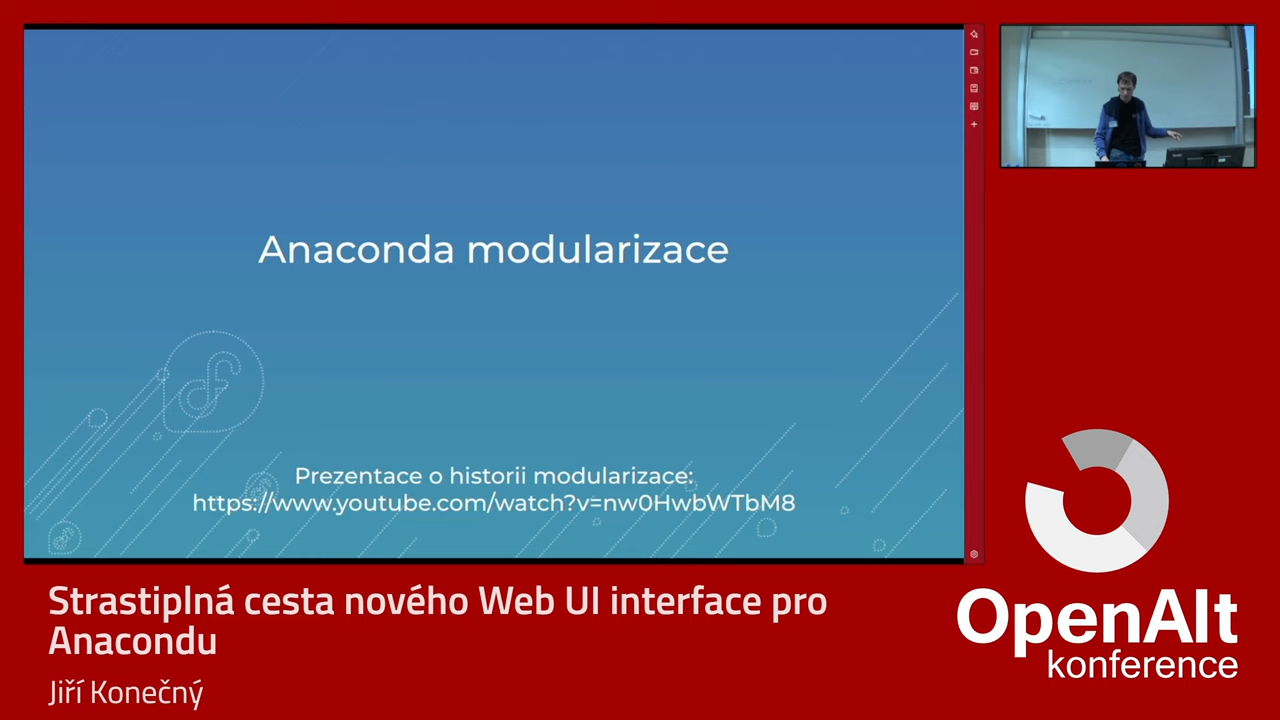 Anaconda modularizace
Prezentace o historii modularizace:
https://www.youtube.com/watch?v=nw0HwbWTbM8
Strastiplná cesta nového Web UI interface pro
Anacondu
Jiří Konečný
OpenAlt
konference